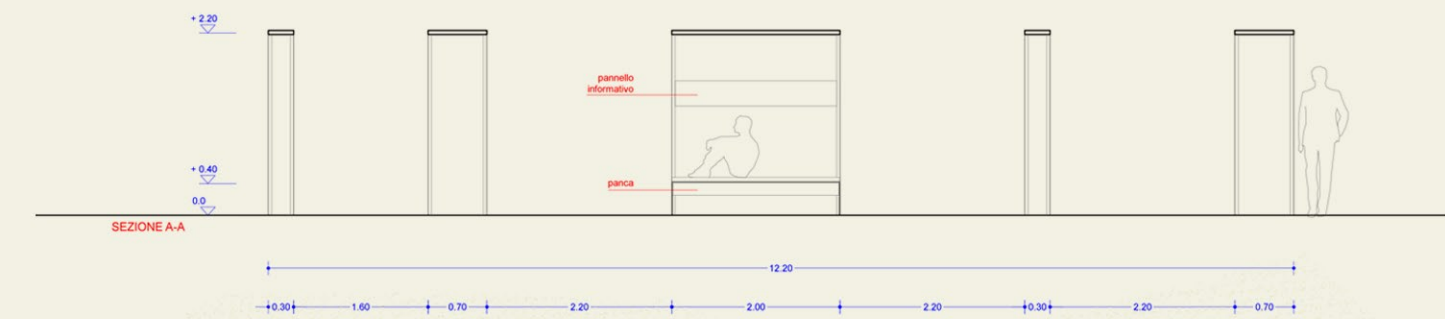 + 2.20
pannello
informativo
+ 0.40
panca
0.0
SEZIONE A-A
12.20
0.30 1.60 0.70 2.20 2.00 2.20 0.30 2.20 0.70